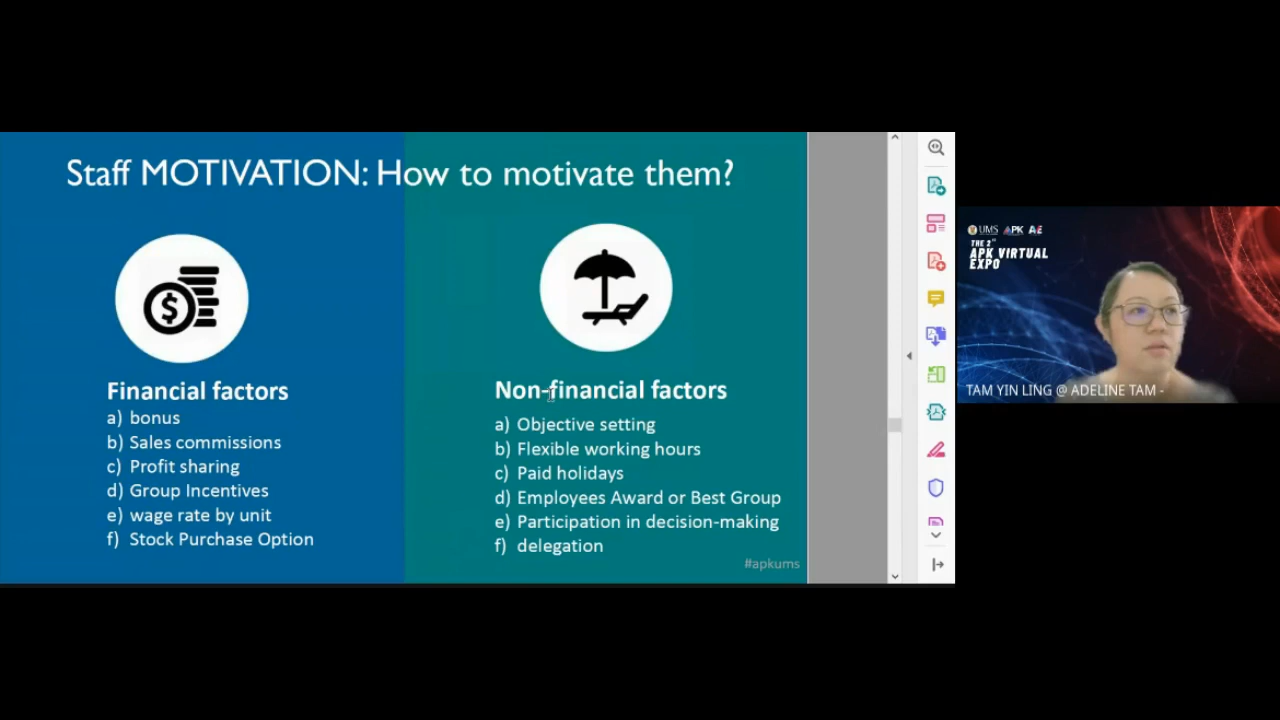 Staff MOTIVATION: How to motivate them?
$
Financial factors
a) bonus
b) Sales commissions
c) Profit sharing
d) Group Incentives
e) wage rate by unit
f) Stock Purchase Option
Non-financial factors
a) Objective setting
b) Flexible working hours
c) Paid holidays
d) Employees Award or Best Group
e) Participation in decision-making
f) delegation
#apkums
UMS APK AE
THE 2
APK VIRTUAL
EXPO
TAM YIN LING @ ADELINE TAM -